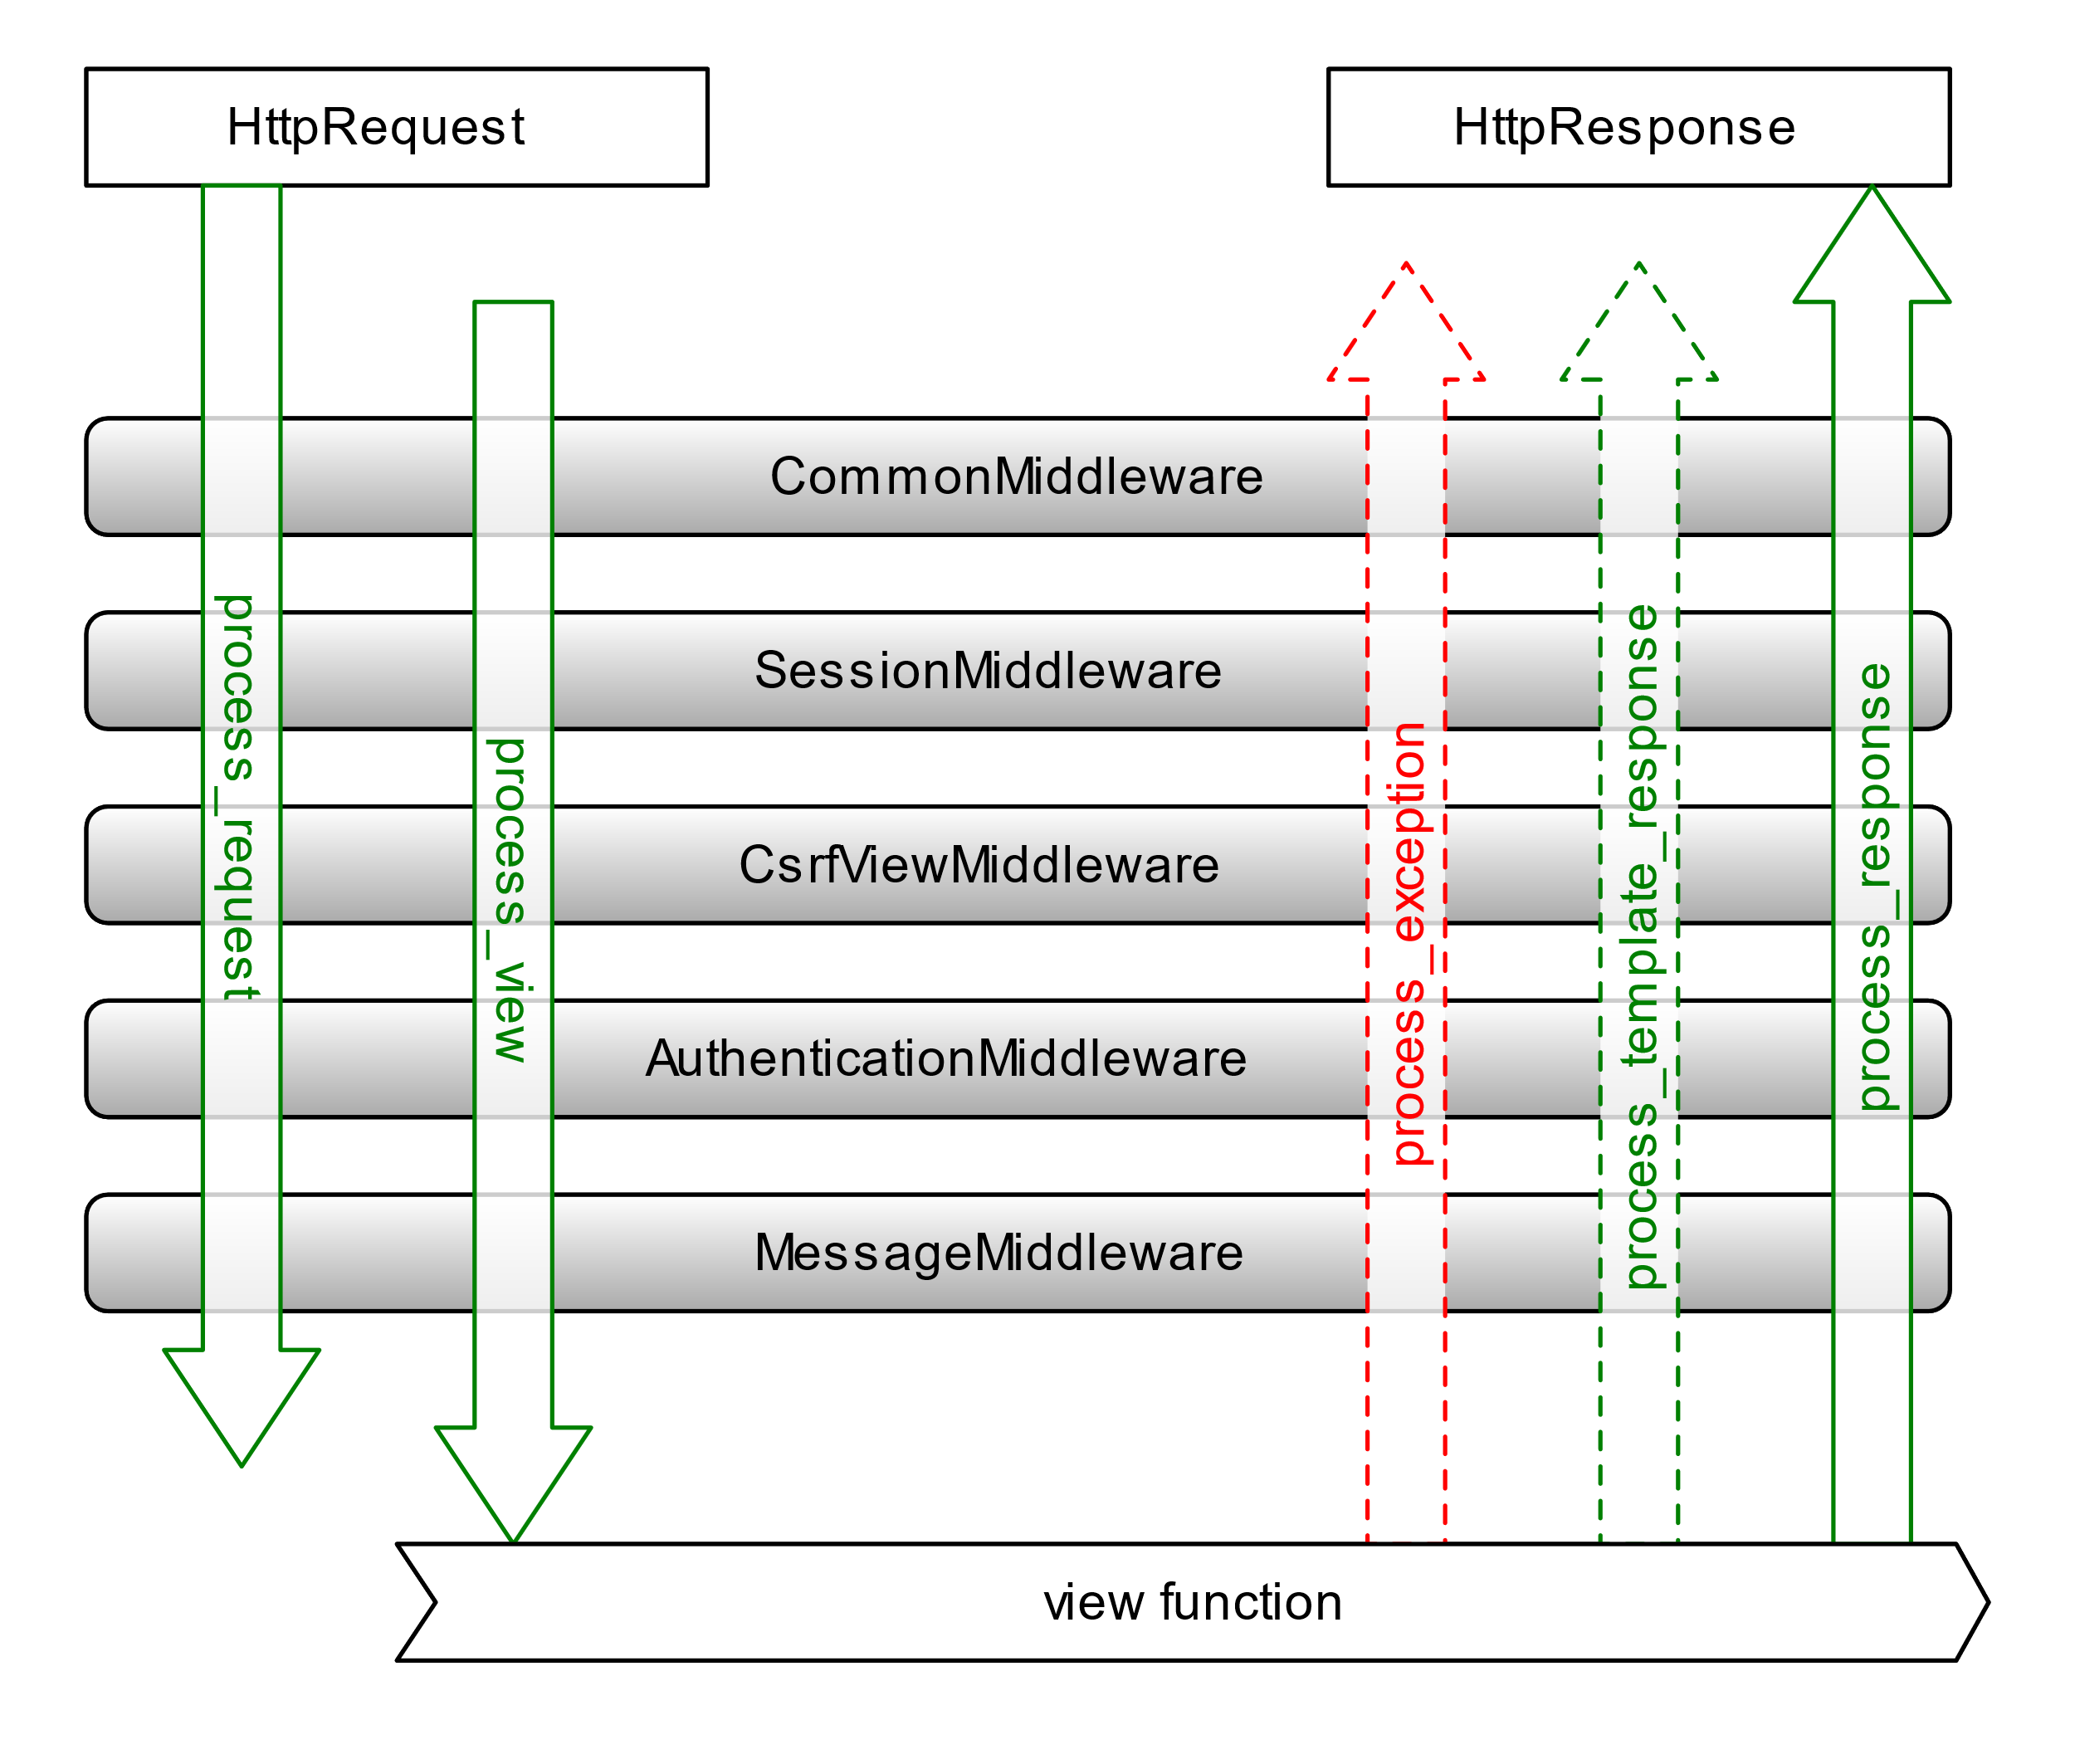 HttpRequest
HttpResponse
CommonMiddleware
SessionMiddleware
CsrfViewMiddleware
AuthenticationMiddleware
MessageMiddleware
process_request
process_view
process_exception
process_template_response
process_response
view function